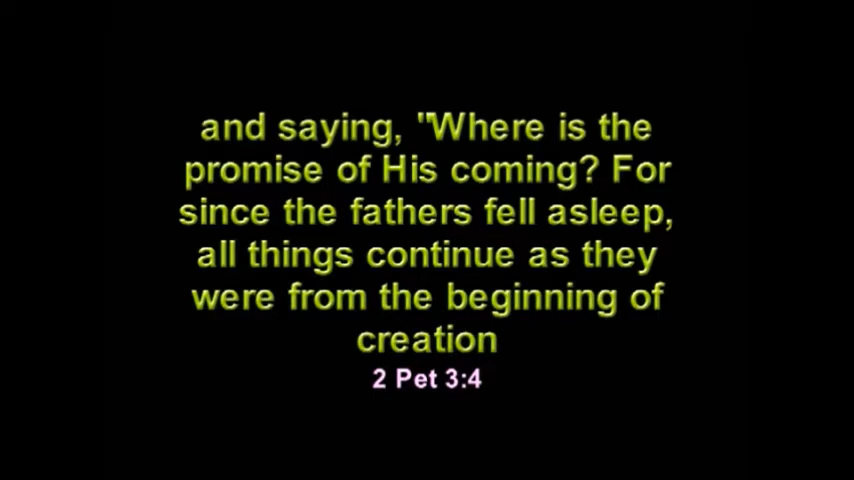 and saying, "Where is the
promise of His coming? For
since the fathers fell asleep,
all things continue as they
were from the beginning of
creation
2 Pet 3:4